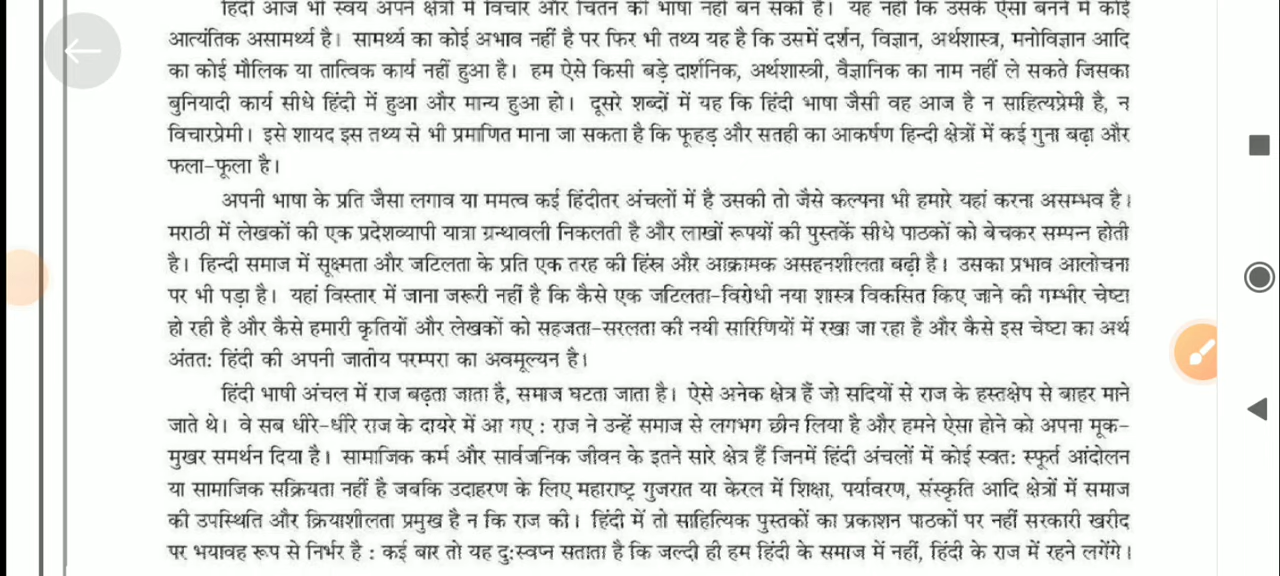 हिंदी आज भी स्वयं अपने क्षेत्रों में विचार और चिंतन की भाषा नहीं बन सकी है। यह नहीं कि उसके ऐसा बनने में कोई
आत्यंतिक असामर्थ्य है। सामर्थ्य का कोई अभाव नहीं है पर फिर भी तथ्य यह है कि उसमें दर्शन, विज्ञान, अर्थशास्त्र, मनोविज्ञान आदि
का कोई मौलिक या तात्विक कार्य नहीं हुआ है। हम ऐसे किसी बड़े दार्शनिक, अर्थशास्त्री, वैज्ञानिक का नाम नहीं ले सकते जिसका
बुनियादी कार्य सीधे हिंदी में हुआ और मान्य हुआ हो। दूसरे शब्दों में यह कि हिंदी भाषा जैसी वह आज है न साहित्यप्रेमी है, न
विचारप्रेमी। इसे शायद इस तथ्य से भी प्रमाणित माना जा सकता है कि फूहड़ और सतही का आकर्षण हिन्दी क्षेत्रों में कई गुना बढ़ा और
फला-फूला है।
अपनी भाषा के प्रति जैसा लगाव या ममत्व कई हिंदीतर अंचलों में है उसकी तो जैसे कल्पना भी हमारे यहां करना असम्भव है।
मराठी में लेखकों की एक प्रदेशव्यापी यात्रा ग्रन्थावली निकलती है और लाखों रूपयों की पुस्तकें सीधे पाठकों को बेचकर सम्पन्न होती
है। हिन्दी समाज में सूक्ष्मता और जटिलता के प्रति एक तरह की हिंस्र और आक्रामक असहनशीलता बढ़ी है। उसका प्रभाव आलोचना
पर भी पड़ा है। यहां विस्तार में जाना जरूरी नहीं है कि कैसे एक जटिलता-विरोधी नया शास्त्र विकसित किए जाने की गम्भीर चेष्टा
हो रही है और कैसे हमारी कृतियों और लेखकों को सहजता-सरलता की नयी सारिणियों में रखा जा रहा है और कैसे इस चेष्टा का अर्थ
अंतत: हिंदी की अपनी जातीय परम्परा का अवमूल्यन है।
हिंदी भाषी अंचल में राज बढ़ता जाता है, समाज घटता जाता है। ऐसे अनेक क्षेत्र हैं जो सदियों से राज के हस्तक्षेप से बाहर माने
जाते थे। वे सब धीरे-धीरे राज के दायरे में आ गए : राज ने उन्हें समाज से लगभग छीन लिया है और हमने ऐसा होने को अपना मूक-
मुखर समर्थन दिया है। सामाजिक कर्म और सार्वजनिक जीवन के इतने सारे क्षेत्र हैं जिनमें हिंदी अंचलों में कोई स्वत: स्फूर्त आंदोलन
या सामाजिक सक्रियता नहीं है जबकि उदाहरण के लिए महाराष्ट्र गुजरात या केरल में शिक्षा, पर्यावरण, संस्कृति आदि क्षेत्रों में समाज
की उपस्थिति और क्रियाशीलता प्रमुख है न कि राज की। हिंदी में तो साहित्यिक पुस्तकों का प्रकाशन पाठकों पर नहीं सरकारी खरीद
पर भयावह रूप से निर्भर है : कई बार तो यह दु:स्वप्न सताता है कि जल्दी ही हम हिंदी के समाज में नहीं, हिंदी के राज में रहने लगेंगे।